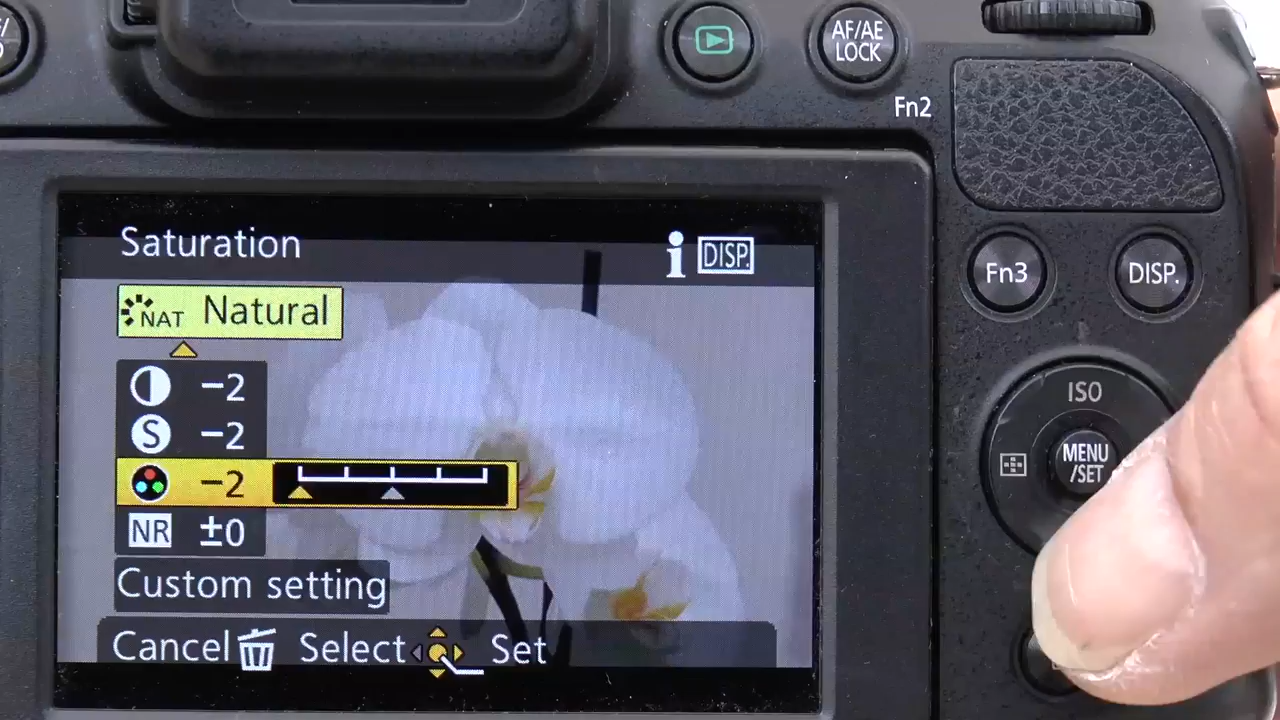 AF/AE
LOCK
Fn2
Saturation
i DISP.
NAT Natural
−2
S −2
−2
NR ±0
Custom setting
Cancel Select Set
Fn3
DISP.
ISO
MENU
/SET